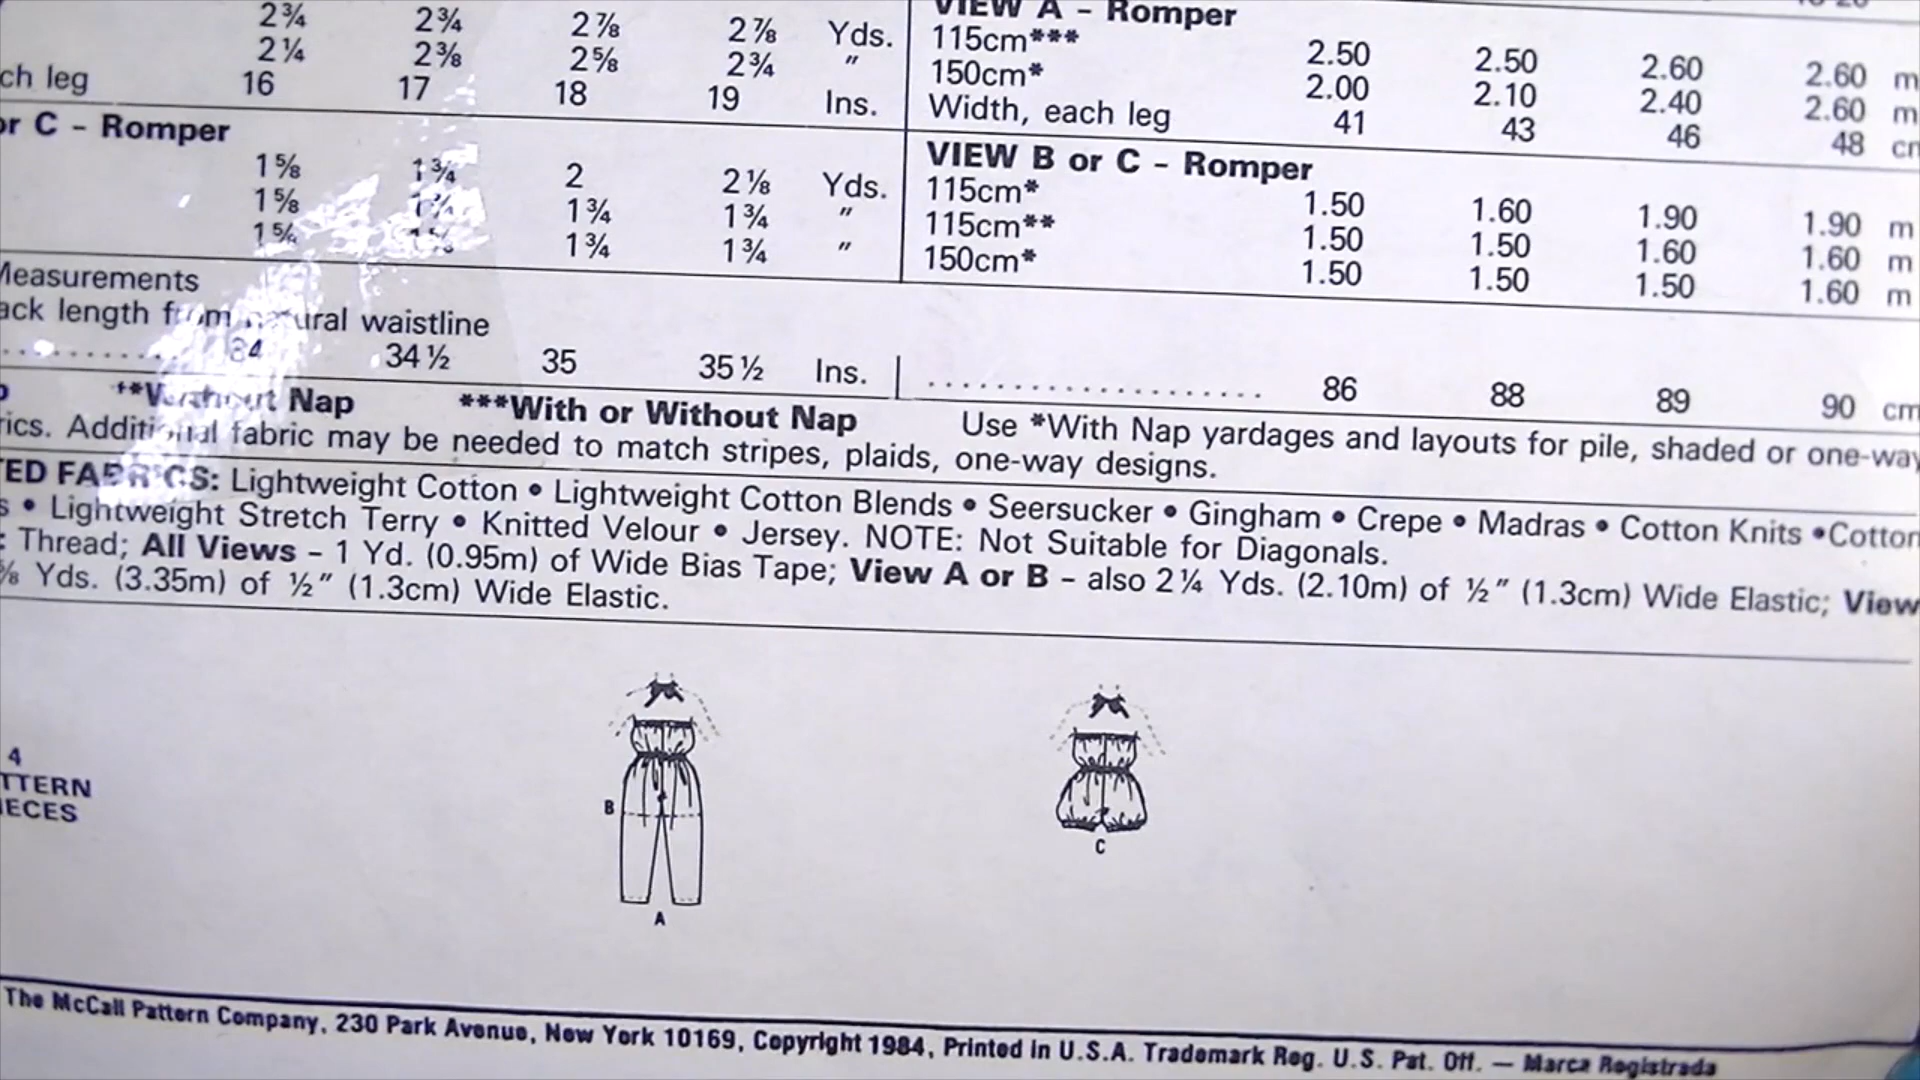 2¾ 2¾ 2⅞ 2⅞ Yds.
2¼ 2⅜ 2⅝ 2¾ "
ch leg 16 17 18 19 Ins.
or C - Romper
1⅝ 1¾ 2 2⅛ Yds.
1⅝ 1¾ 1¾ "
1¾ 1¾ "
Measurements
ack length from natural waistline
34 34½ 35 35½ Ins.
VIEW A - Romper
115cm*** 2.50 2.50 2.60 2.60 m
150cm* 2.00 2.10 2.40 2.60 m
Width, each leg 41 43 46 48 cm
VIEW B or C - Romper
115cm* 1.50 1.60 1.90 1.90 m
115cm** 1.50 1.50 1.60 1.60 m
150cm* 1.50 1.50 1.50 1.60 m
86 88 89 90 cm
**Without Nap ***With or Without Nap Use *With Nap yardages and layouts for pile, shaded or one-way
rics. Additional fabric may be needed to match stripes, plaids, one-way designs.
TED FABRICS: Lightweight Cotton • Lightweight Cotton Blends • Seersucker • Gingham • Crepe • Madras • Cotton Knits • Cotton
s • Lightweight Stretch Terry • Knitted Velour • Jersey. NOTE: Not Suitable for Diagonals.
: Thread; All Views - 1 Yd. (0.95m) of Wide Bias Tape; View A or B - also 2¼ Yds. (2.10m) of ½" (1.3cm) Wide Elastic; View
⅝ Yds. (3.35m) of ½" (1.3cm) Wide Elastic.
4
TTERN
IECES
B
A
C
The McCall Pattern Company, 230 Park Avenue, New York 10169, Copyright 1984, Printed in U.S.A. Trademark Reg. U.S. Pat. Off. — Marca Registrada